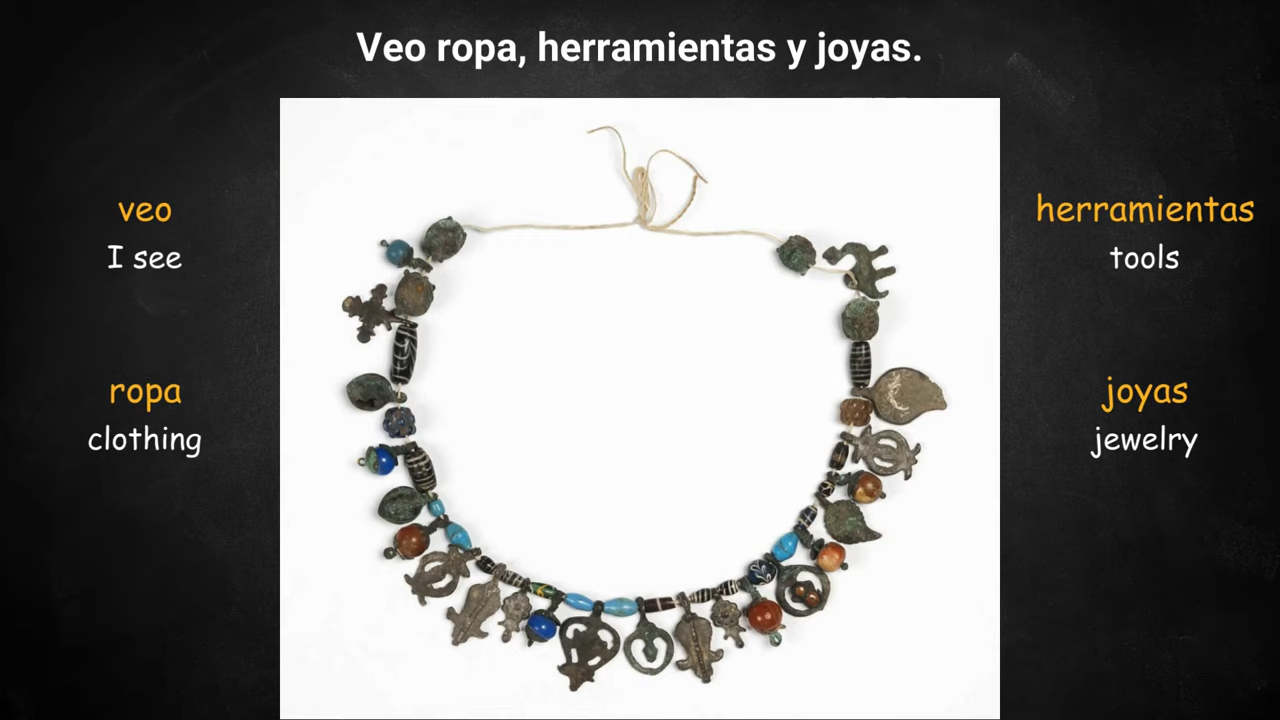 Veo ropa, herramientas y joyas.
veo
I see
ropa
clothing
herramientas
tools
joyas
jewelry